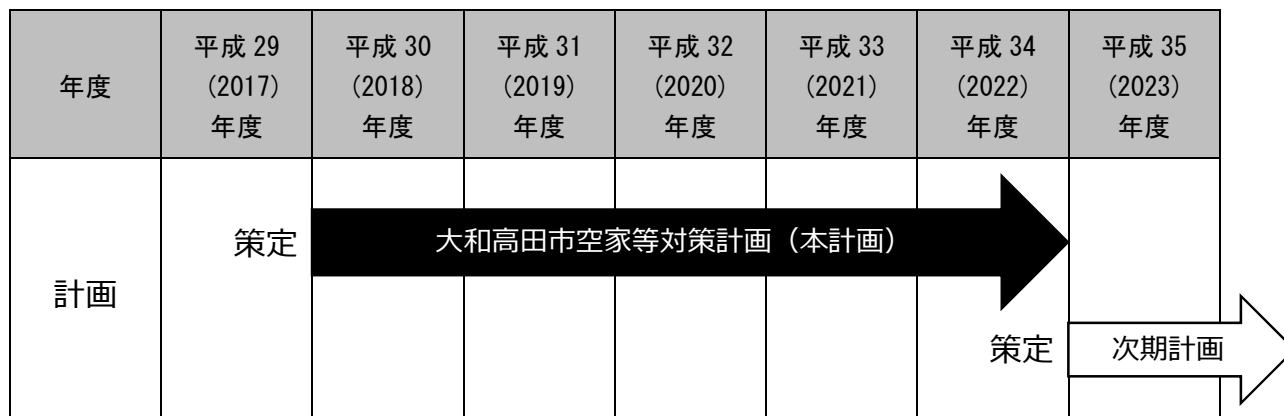 年度
平成 29
(2017)
年度
平成 30
(2018)
年度
平成 31
(2019)
年度
平成 32
(2020)
年度
平成 33
(2021)
年度
平成 34
(2022)
年度
平成 35
(2023)
年度
計画
策定
大和高田市空家等対策計画（本計画）
策定
次期計画